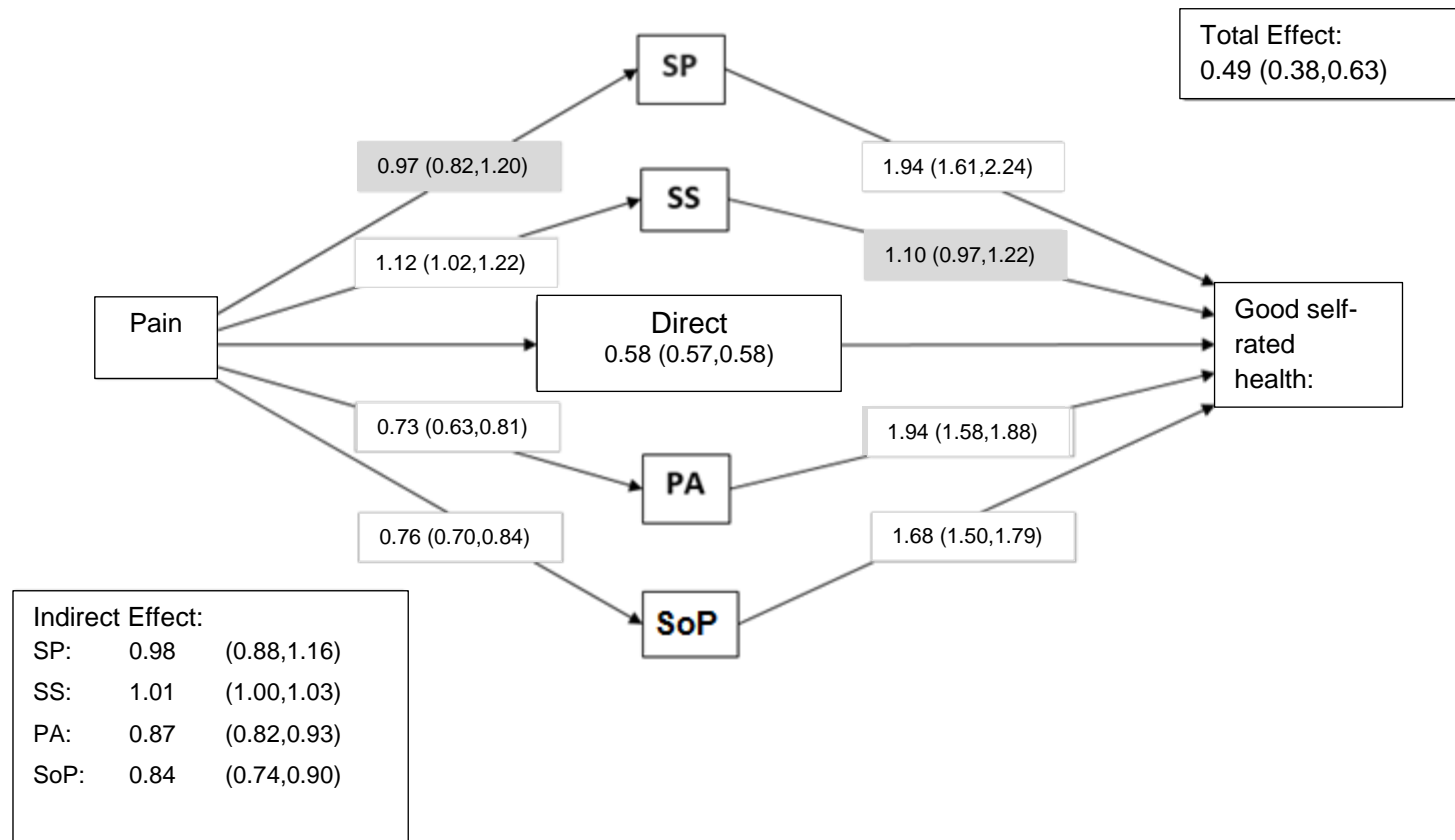 Total Effect:
0.49 (0.38,0.63)
SP
0.97 (0.82,1.20)
1.94 (1.61,2.24)
SS
1.12 (1.02,1.22)
1.10 (0.97,1.22)
Pain
Direct
0.58 (0.57,0.58)
Good self-
rated
health:
0.73 (0.63,0.81)
1.94 (1.58,1.88)
PA
0.76 (0.70,0.84)
1.68 (1.50,1.79)
SoP
Indirect Effect:
SP: 0.98 (0.88,1.16)
SS: 1.01 (1.00,1.03)
PA: 0.87 (0.82,0.93)
SoP: 0.84 (0.74,0.90)